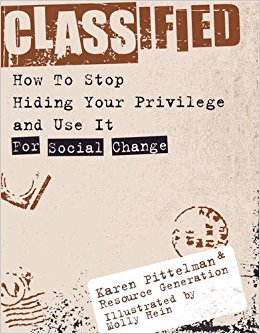 CLASSIFIED
How To Stop
Hiding Your Privilege
and Use It
For Social Change
Karen Pittelman &
Resource Generation
Illustrated by
Molly Hein